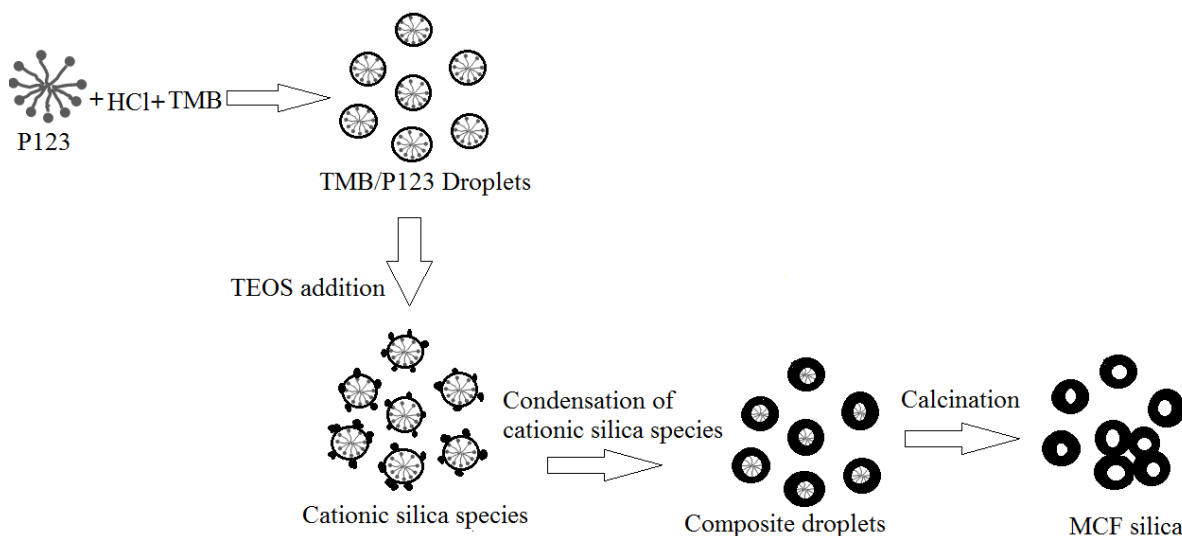 + HCl+ TMB
P123
TMB/P123 Droplets
TEOS addition
Condensation of
cationic silica species
Calcination
Cationic silica species
Composite droplets
MCF silica